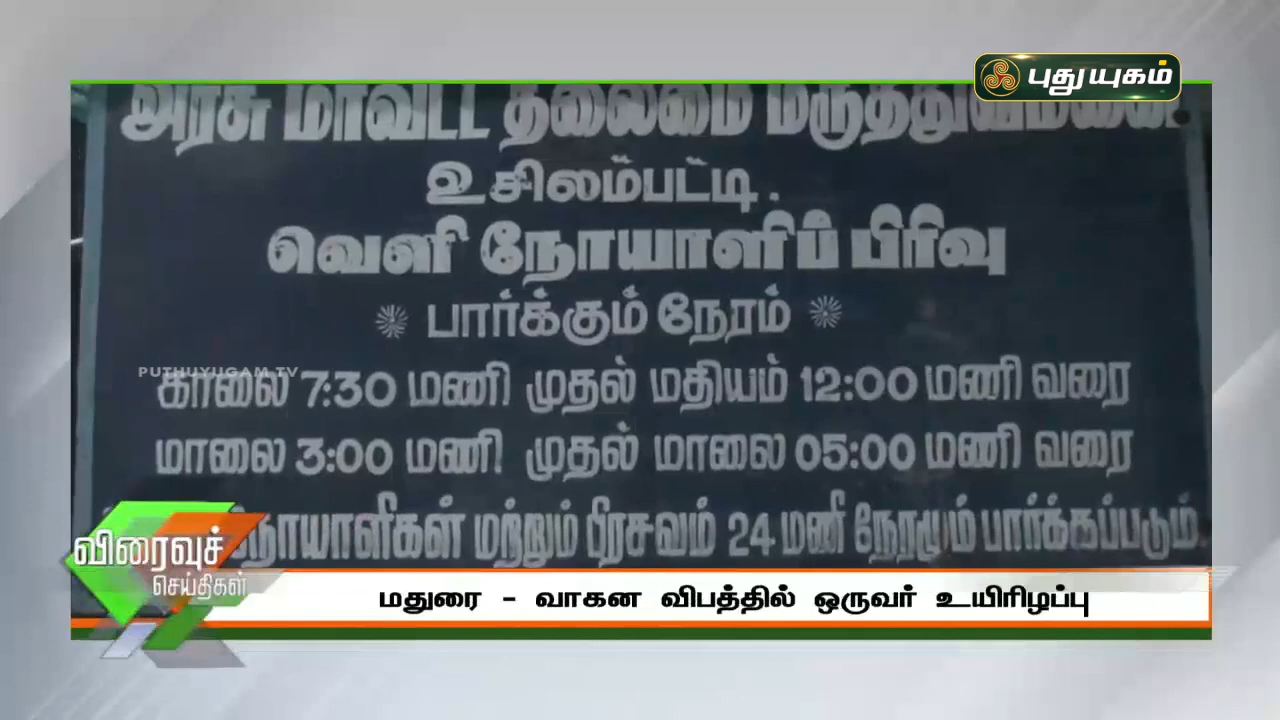 புதுயுகம்
அரசு மாவட்ட தலைமை மருத்துவமனை
உசிலம்பட்டி.
வெளி நோயாளிப் பிரிவு
பார்க்கும் நேரம்
PUTHUYUGAM TV
காலை 7:30 மணி முதல் மதியம் 12:00 மணி வரை
மாலை 3:00 மணி முதல் மாலை 05:00 மணி வரை
மற்றும் பிரசவம் 24 மணி நேரமும் பார்க்கப்படும்.
விரைவுச்
செய்திகள்
மதுரை - வாகன விபத்தில் ஒருவர் உயிரிழப்பு